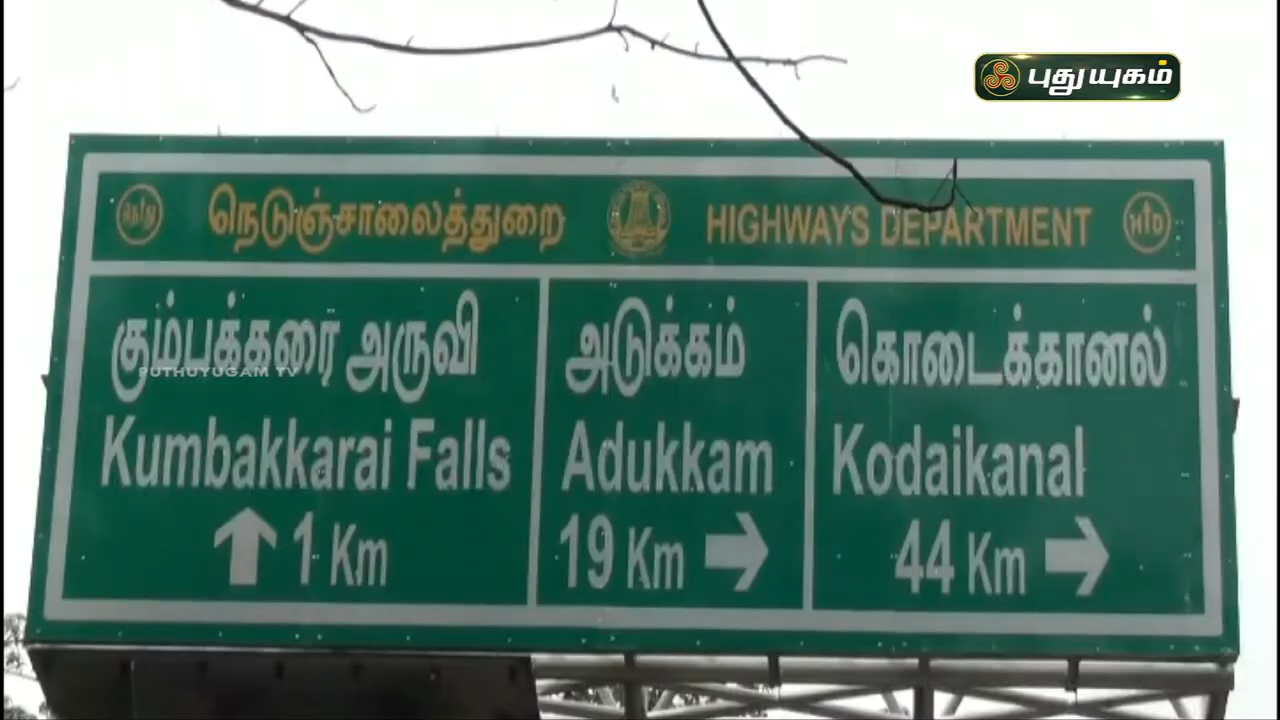 புதுயுகம்
நெடுஞ்சாலைத்துறை HIGHWAYS DEPARTMENT HD
கும்பக்கரை அருவி
PUTHUYUGAM TV
Kumbakkarai Falls
1 Km
அடுக்கம்
Adukkam
19 Km
கொடைக்கானல்
Kodaikanal
44 Km